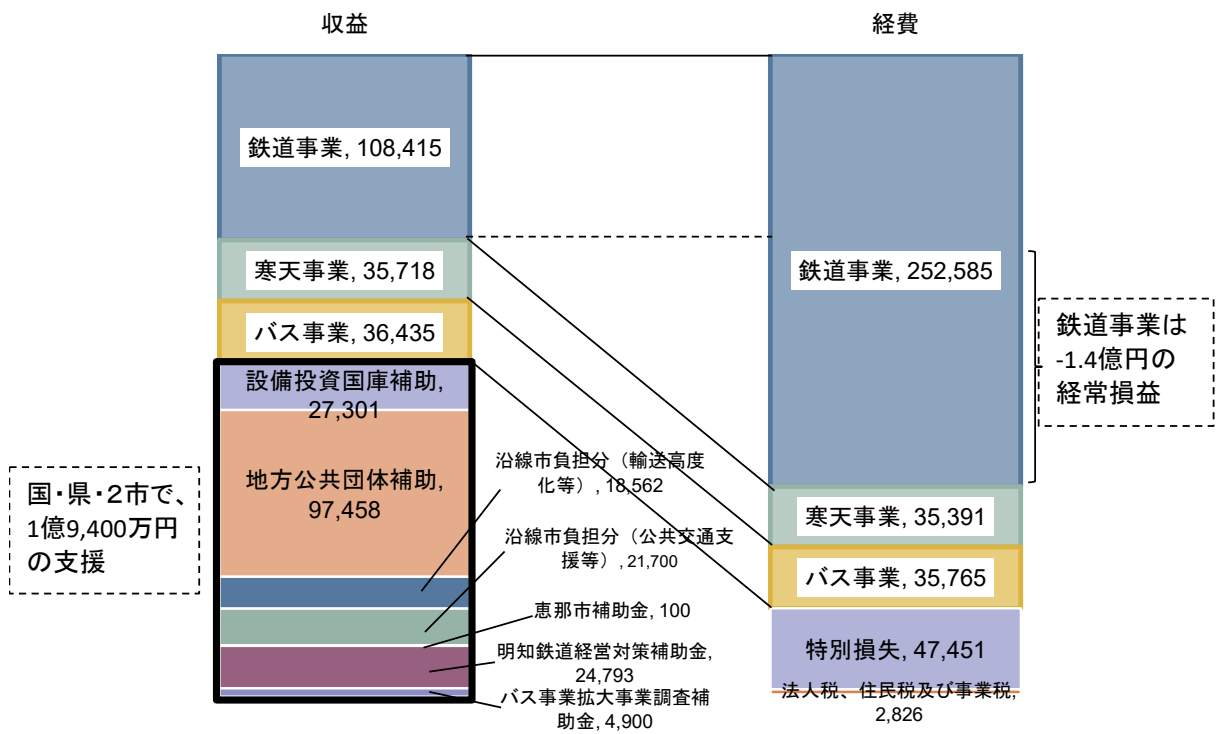 収益
鉄道事業, 108,415
寒天事業, 35,718
バス事業, 36,435
設備投資国庫補助,
27,301
地方公共団体補助,
97,458
沿線市負担分（輸送高度
化等）, 18,562
沿線市負担分（公共交通支
援等）, 21,700
恵那市補助金, 100
明知鉄道経営対策補助金,
24,793
バス事業拡大事業調査補
助金, 4,900
国・県・２市で、
1億9,400万円
の支援
経費
鉄道事業, 252,585
寒天事業, 35,391
バス事業, 35,765
特別損失, 47,451
法人税、住民税及び事業税,
2,826
鉄道事業は
-1.4億円の
経常損益